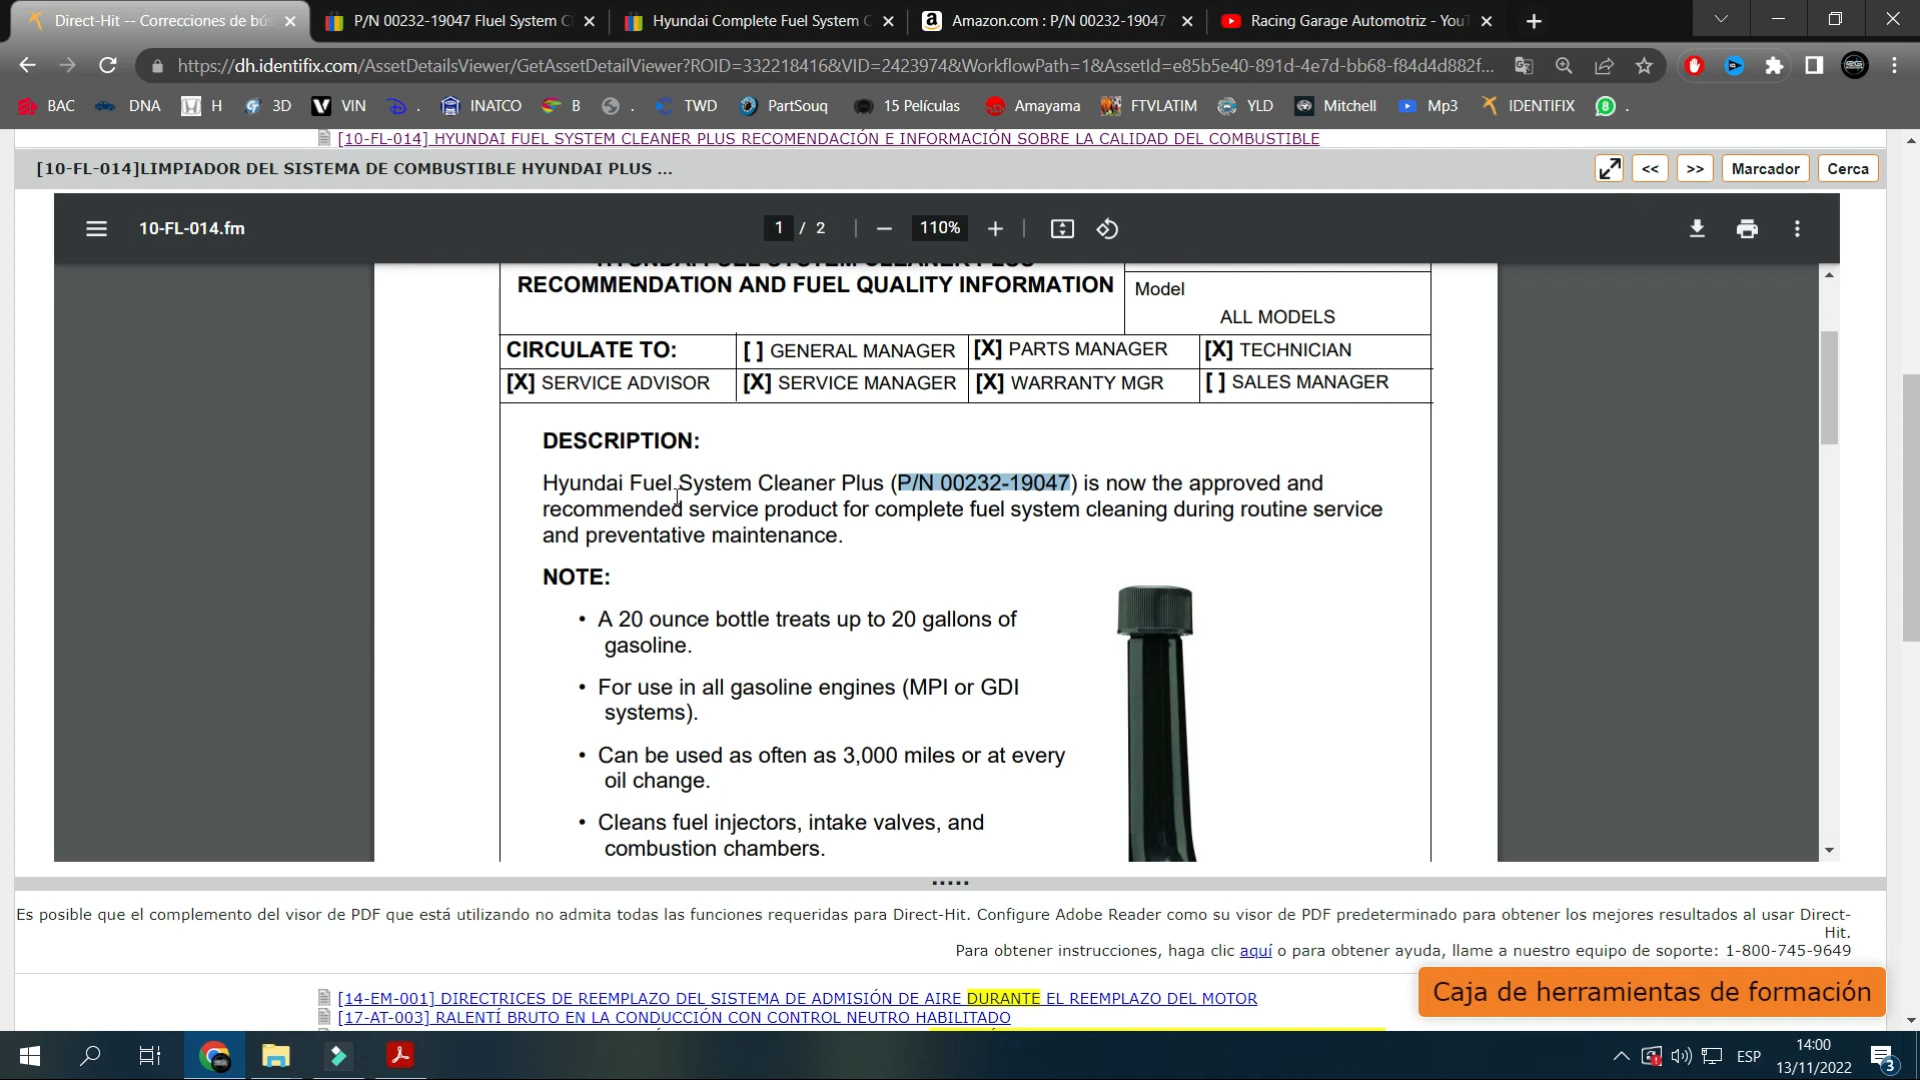 Direct-Hit -- Correcciones de bús
P/N 00232-19047 Fluel System Cl
Hyundai Complete Fuel System C
Amazon.com : P/N 00232-19047
Racing Garage Automotriz - YouT
https://dh.identifix.com/AssetDetailsViewer/GetAssetDetailViewer?ROID=332218416&VID=2423974&WorkflowPath=1&AssetId=e85b5e40-891d-4e7d-bb68-f84d4d882f...
BAC DNA H 3D VIN . INATCO B . TWD PartSouq 15 Películas Amayama FTVLATIM YLD Mitchell Mp3 IDENTIFIX .
[10-FL-014] HYUNDAI FUEL SYSTEM CLEANER PLUS RECOMENDACIÓN E INFORMACIÓN SOBRE LA CALIDAD DEL COMBUSTIBLE
[10-FL-014]LIMPIADOR DEL SISTEMA DE COMBUSTIBLE HYUNDAI PLUS ...
<< >> Marcador Cerca
10-FL-014.fm 1 / 2 110%
HYUNDAI FUEL SYSTEM CLEANER PLUS
RECOMMENDATION AND FUEL QUALITY INFORMATION
Model
ALL MODELS
CIRCULATE TO: [ ] GENERAL MANAGER [X] PARTS MANAGER [X] TECHNICIAN
[X] SERVICE ADVISOR [X] SERVICE MANAGER [X] WARRANTY MGR [ ] SALES MANAGER
DESCRIPTION:
Hyundai Fuel System Cleaner Plus (P/N 00232-19047) is now the approved and
recommended service product for complete fuel system cleaning during routine service
and preventative maintenance.
NOTE:
• A 20 ounce bottle treats up to 20 gallons of
gasoline.
• For use in all gasoline engines (MPI or GDI
systems).
• Can be used as often as 3,000 miles or at every
oil change.
• Cleans fuel injectors, intake valves, and
combustion chambers.
Es posible que el complemento del visor de PDF que está utilizando no admita todas las funciones requeridas para Direct-Hit. Configure Adobe Reader como su visor de PDF predeterminado para obtener los mejores resultados al usar Direct-
Hit.
Para obtener instrucciones, haga clic aquí o para obtener ayuda, llame a nuestro equipo de soporte: 1-800-745-9649
[14-EM-001] DIRECTRICES DE REEMPLAZO DEL SISTEMA DE ADMISIÓN DE AIRE DURANTE EL REEMPLAZO DEL MOTOR
[17-AT-003] RALENTÍ BRUTO EN LA CONDUCCIÓN CON CONTROL NEUTRO HABILITADO
Caja de herramientas de formación
ESP
14:00
13/11/2022
3